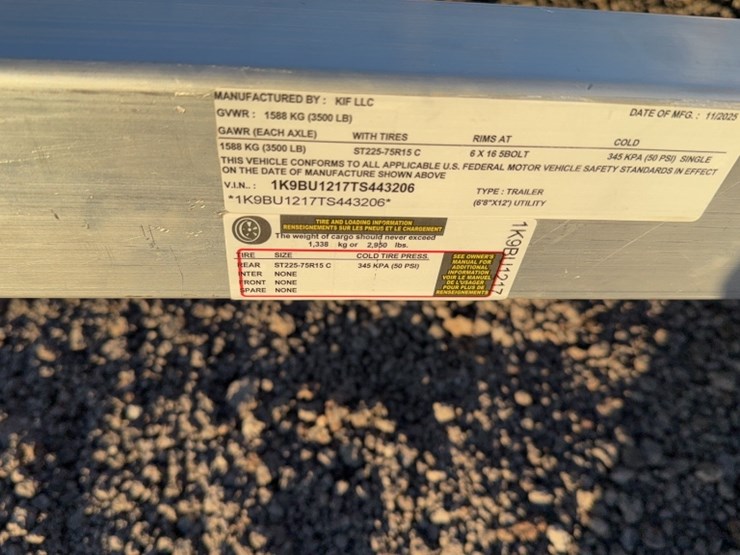 MANUFACTURED BY : KIF LLC
DATE OF MFG. : 11/2025
GVWR : 1588 KG (3500 LB)
GAWR (EACH AXLE) WITH TIRES RIMS AT COLD
1588 KG (3500 LB) ST225-75R15 C 6 X 16 5BOLT 345 KPA (50 PSI) SINGLE
THIS VEHICLE CONFORMS TO ALL APPLICABLE U.S. FEDERAL MOTOR VEHICLE SAFETY STANDARDS IN EFFECT
ON THE DATE OF MANUFACTURE SHOWN ABOVE
V.I.N.. : 1K9BU1217TS443206 TYPE : TRAILER
*1K9BU1217TS443206* (6'8"X12') UTILITY
TIRE AND LOADING INFORMATION
RENSEIGNEMENTS SUR LES PNEUS ET LE CHARGEMENT
The weight of cargo should never exceed
1,338 kg or 2,950 lbs.
TIRE SIZE COLD TIRE PRESS.
REAR ST225-75R15 C 345 KPA (50 PSI)
INTER NONE
FRONT NONE
SPARE NONE
SEE OWNER'S
MANUAL FOR
ADDITIONAL
INFORMATION
VOIR LE MANUEL
DE L'USAGER
POUR PLUS DE
RENSEIGNEMENTS
1K9BU1217